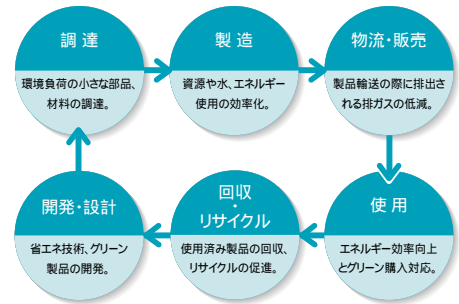 調達
環境負荷の小さな部品、
材料の調達。
製造
資源や水、エネルギー
使用の効率化。
物流・販売
製品輸送の際に排出さ
れる排ガスの低減。
使用
エネルギー効率向上
とグリーン購入対応。
回収
・
リサイクル
使用済み製品の回収、
リサイクルの促進。
開発・設計
省エネ技術、グリーン
製品の開発。